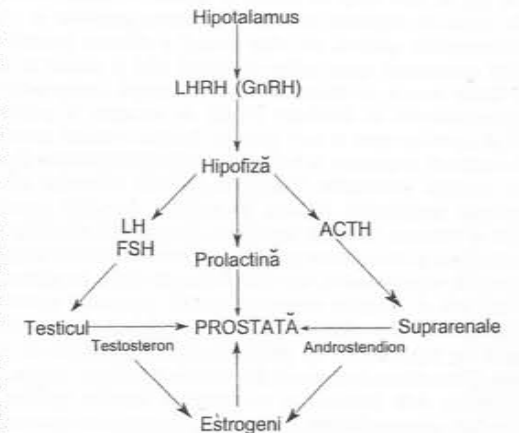 Hipotalamus
LHRH (GnRH)
Hipofiză
LH
FSH
ACTH
Prolactină
Testicul
PROSTATĂ
Suprarenale
Testosteron
Androstendion
Estrogeni